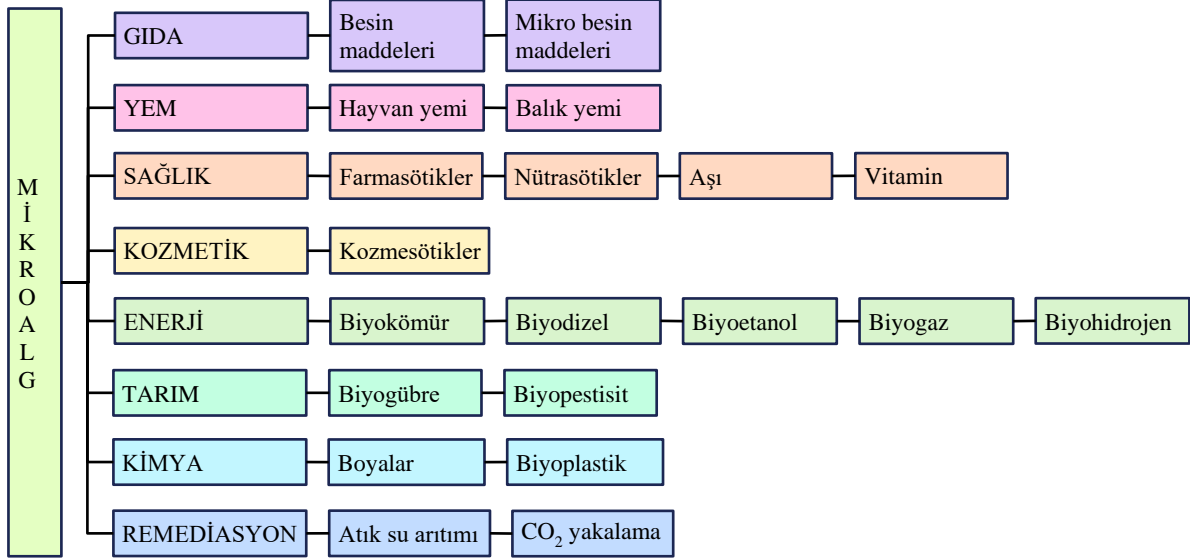 MİKROALG
GIDA
Besin
maddeleri
Mikro besin
maddeleri
YEM
Hayvan yemi
Balık yemi
SAĞLIK
Farmasötikler
Nütrasötikler
Aşı
Vitamin
KOZMETİK
Kozmesötikler
ENERJİ
Biyokömür
Biyodizel
Biyoetanol
Biyogaz
Biyohidrojen
TARIM
Biyogübre
Biyopestisit
KİMYA
Boyalar
Biyoplastik
REMEDİASYON
Atık su arıtımı
CO₂ yakalama